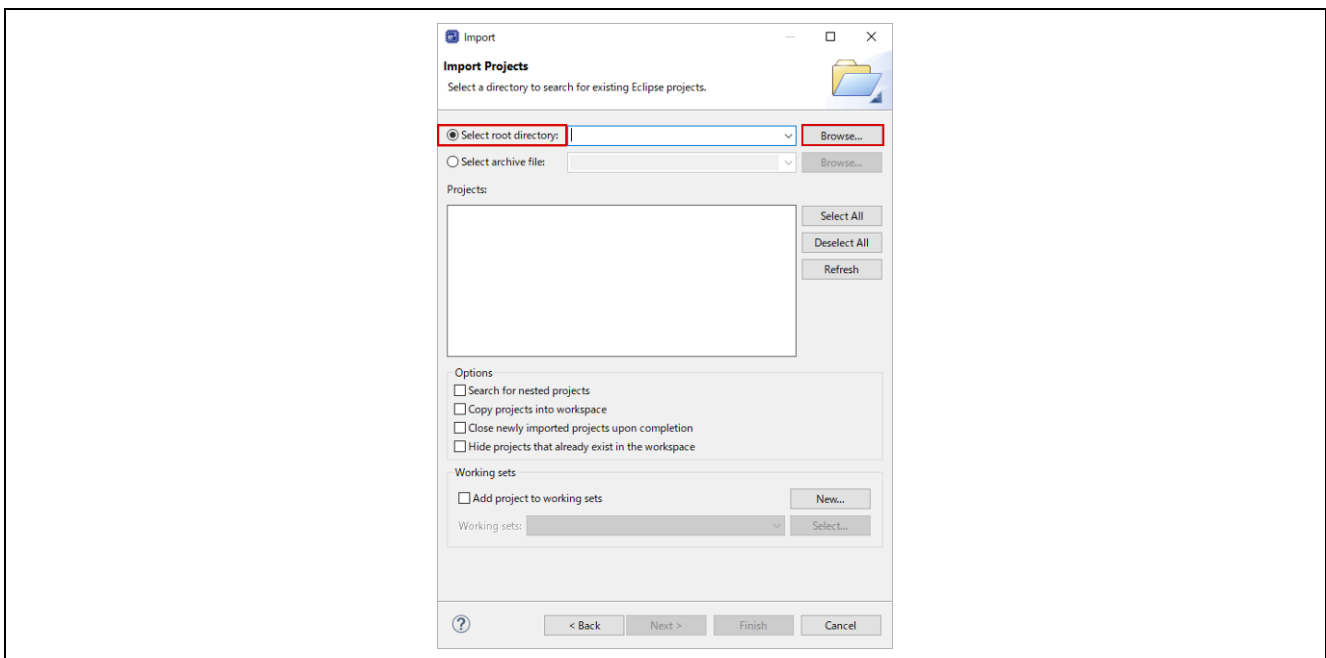 Import
Import Projects
Select a directory to search for existing Eclipse projects.
Select root directory: Browse...
Select archive file: Browse...
Projects:
Select All
Deselect All
Refresh
Options
Search for nested projects
Copy projects into workspace
Close newly imported projects upon completion
Hide projects that already exist in the workspace
Working sets
Add project to working sets New...
Working sets: Select...
? < Back Next > Finish Cancel